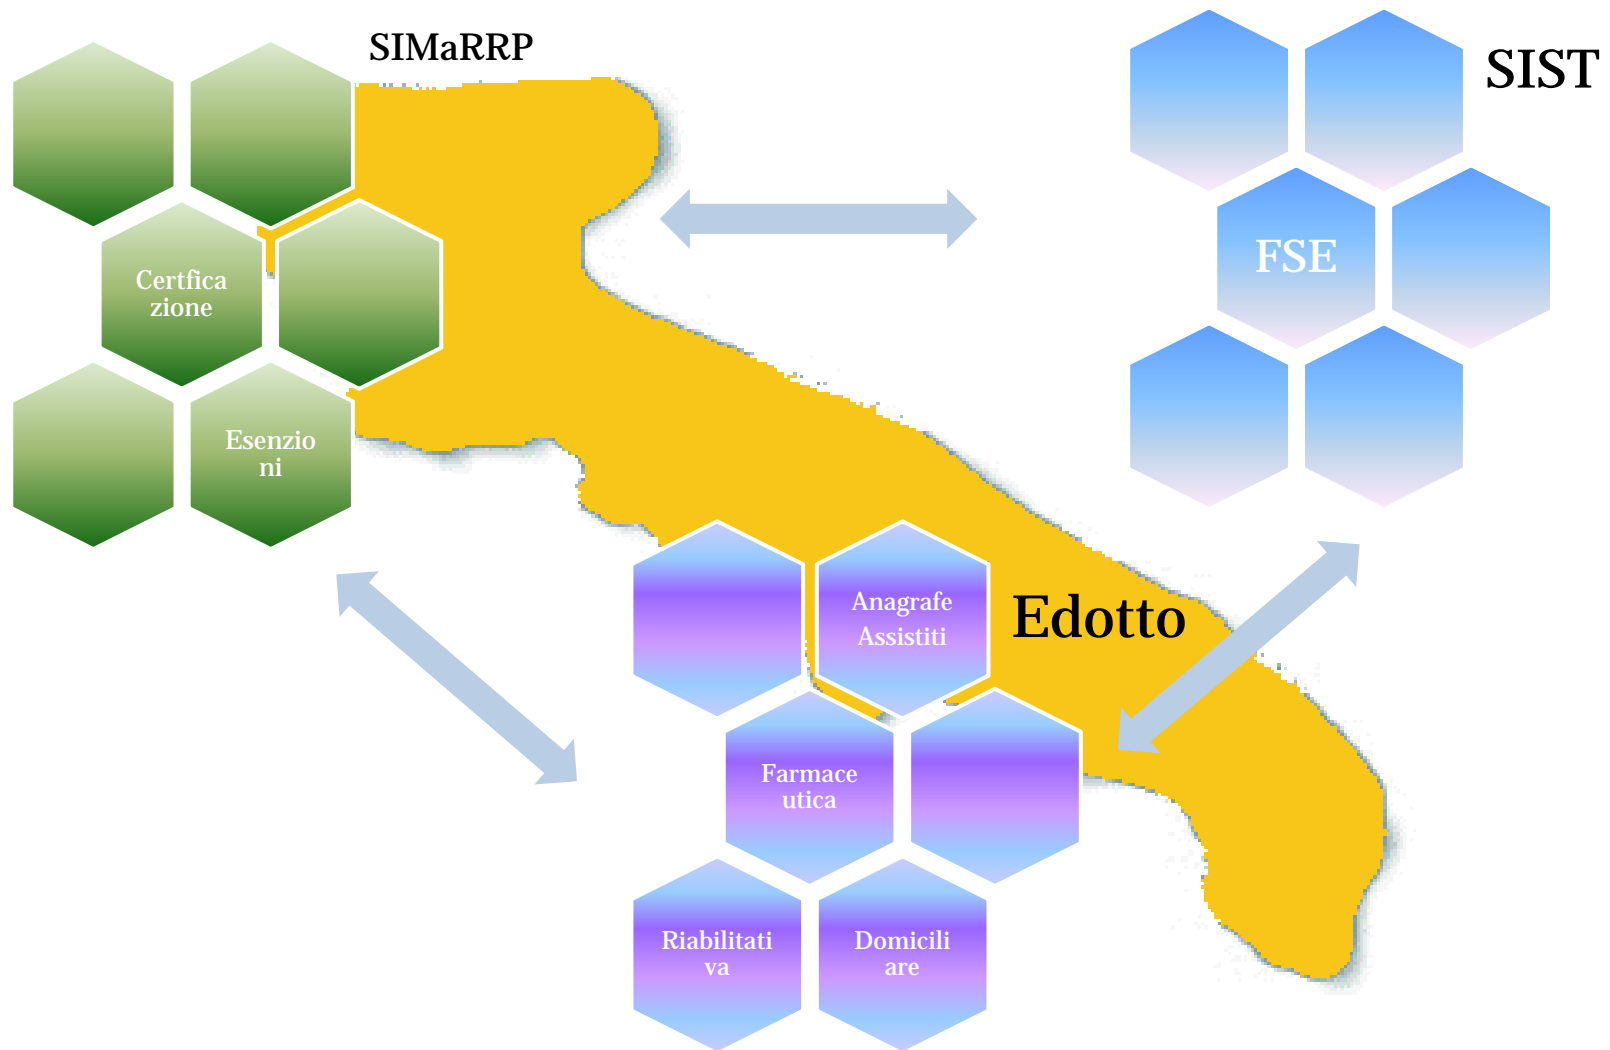 SIMaRRP
SIST
FSE
Certfica
zione
Esenzio
ni
Anagrafe
Assistiti
Edotto
Farmace
utica
Riabilitati
va
Domicili
are